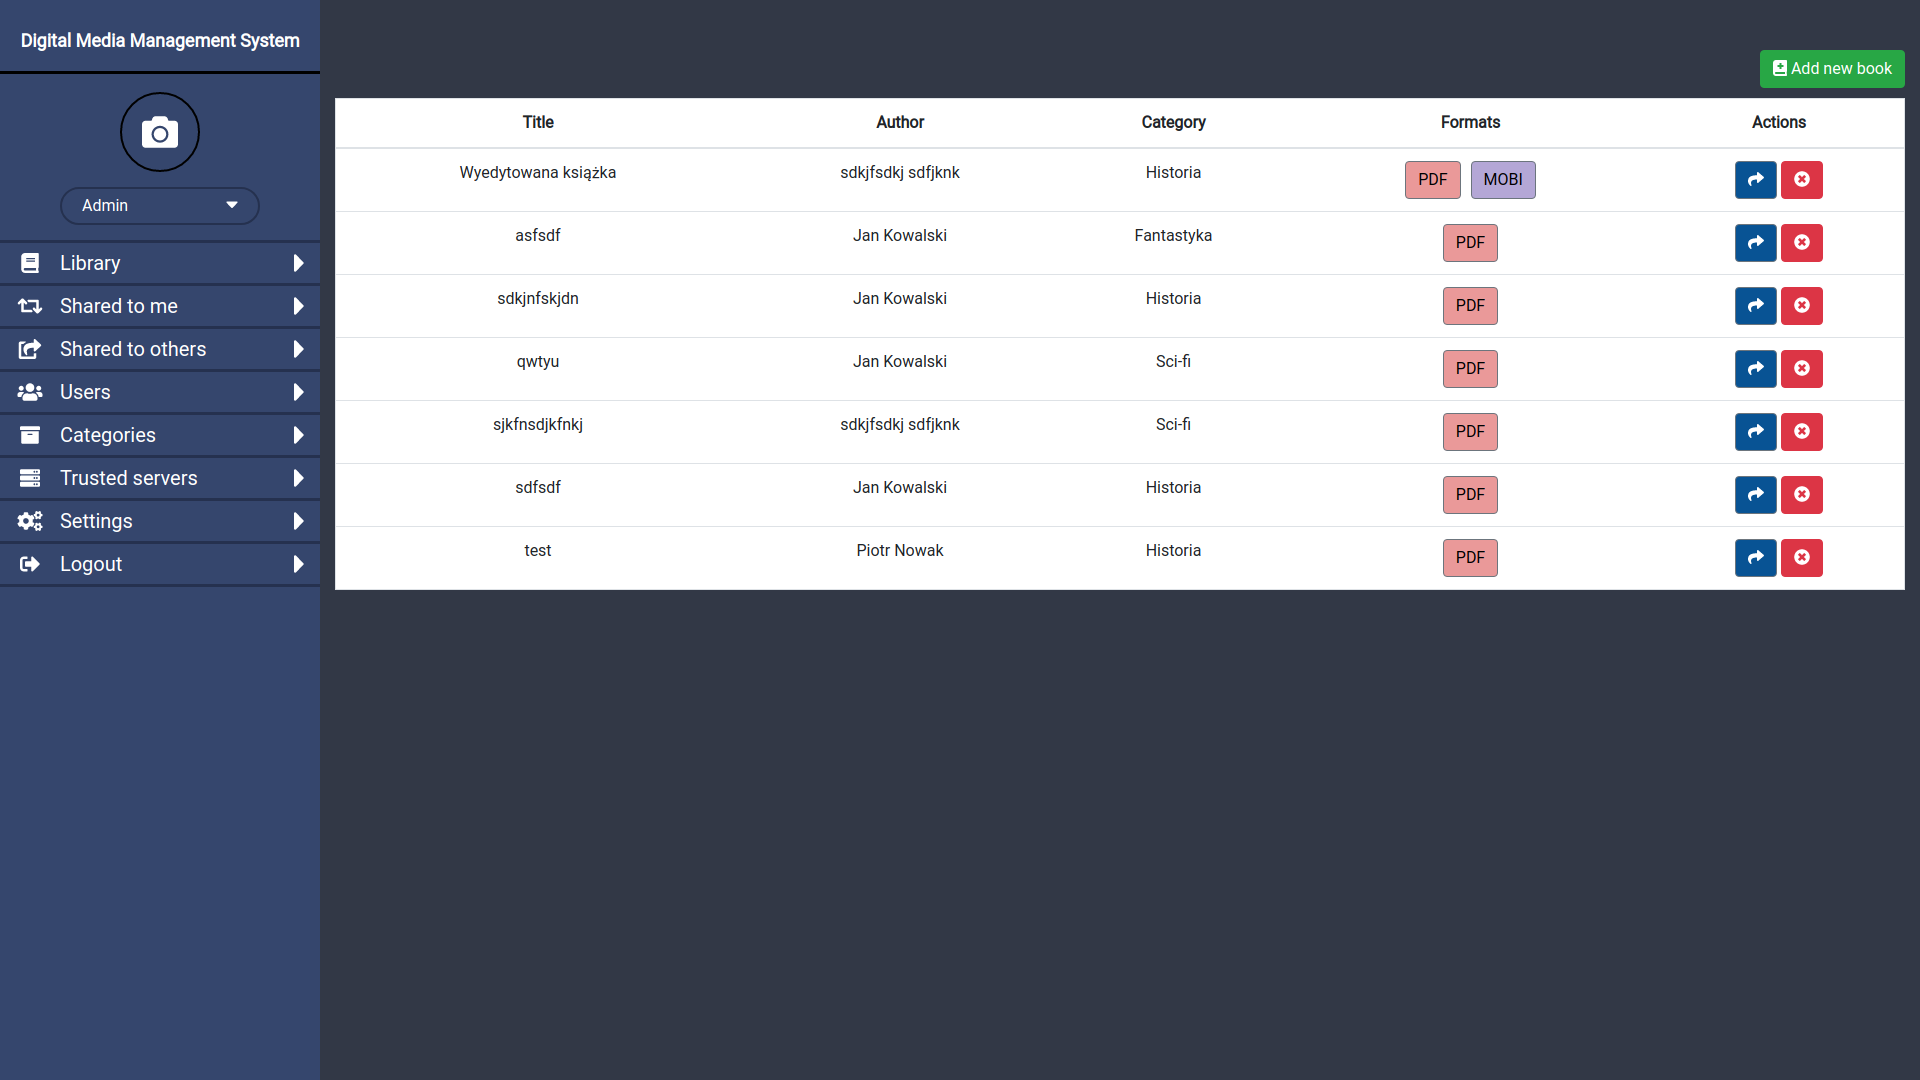 Digital Media Management System
Admin
Library
Shared to me
Shared to others
Users
Categories
Trusted servers
Settings
Logout
Add new book
Title Author Category Formats Actions
Wyedytowana książka sdkjfsdkj sdfjknk Historia PDF MOBI
asfsdf Jan Kowalski Fantastyka PDF
sdkjnfskjdn Jan Kowalski Historia PDF
qwtyu Jan Kowalski Sci-fi PDF
sjkfnsdjkfnkj sdkjfsdkj sdfjknk Sci-fi PDF
sdfsdf Jan Kowalski Historia PDF
test Piotr Nowak Historia PDF